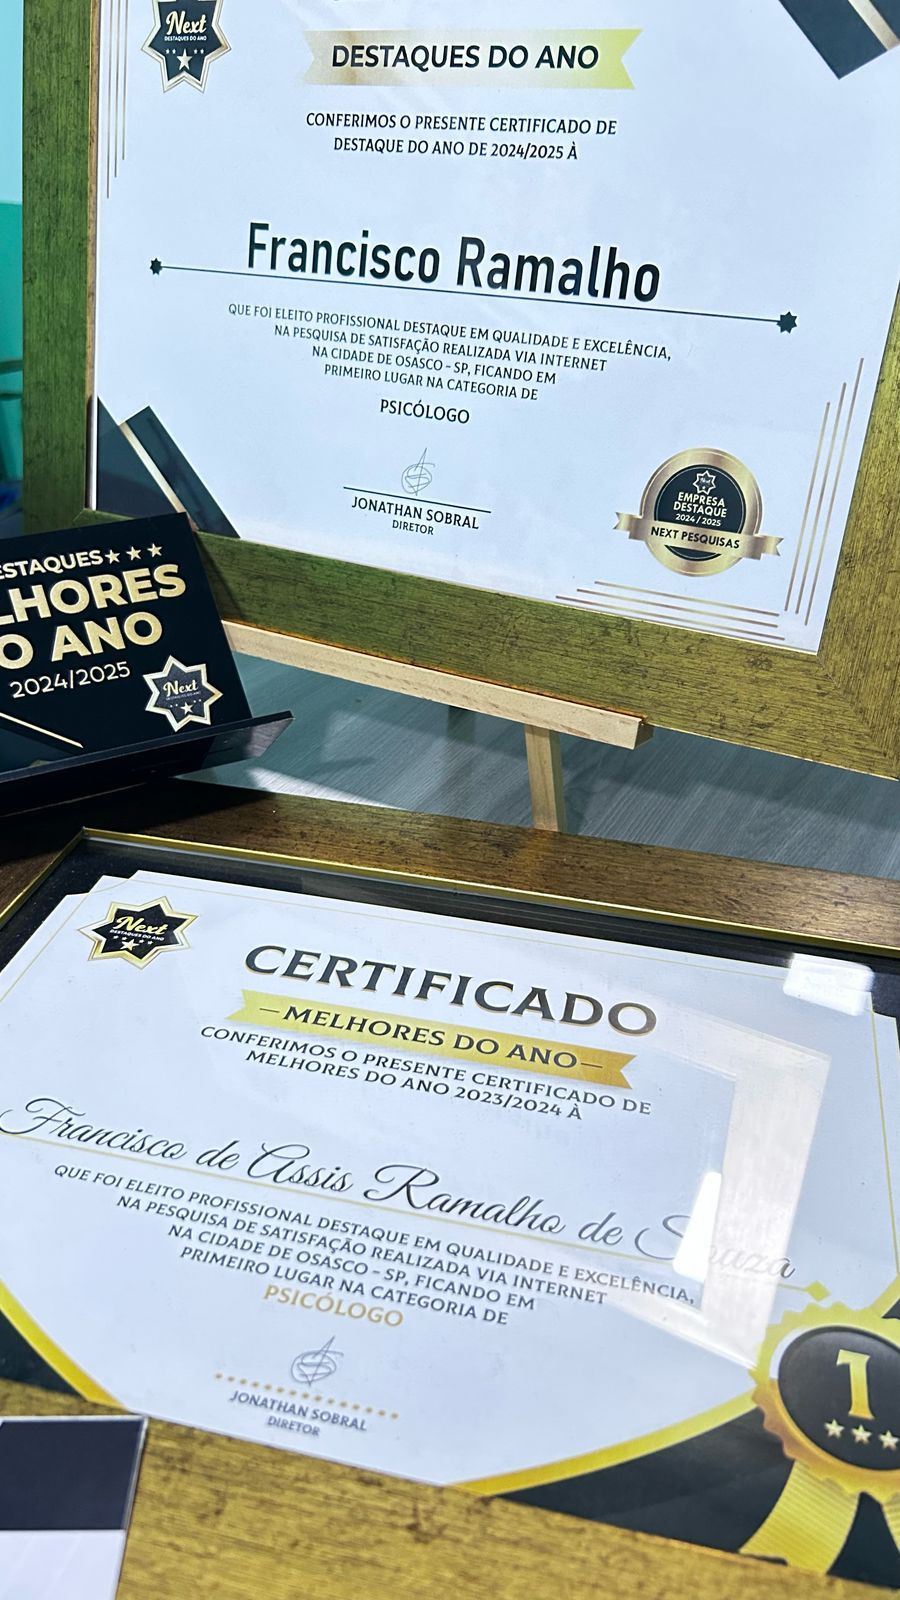 Next
DESTAQUES DO ANO
DESTAQUES DO ANO
CONFERIMOS O PRESENTE CERTIFICADO DE
DESTAQUE DO ANO DE 2024/2025 À
Francisco Ramalho
QUE FOI ELEITO PROFISSIONAL DESTAQUE EM QUALIDADE E EXCELÊNCIA,
NA PESQUISA DE SATISFAÇÃO REALIZADA VIA INTERNET
NA CIDADE DE OSASCO - SP, FICANDO EM
PRIMEIRO LUGAR NA CATEGORIA DE
PSICÓLOGO
JONATHAN SOBRAL
DIRETOR
Next
EMPRESA
DESTAQUE
2024 / 2025
NEXT PESQUISAS
ESTAQUES
LHORES
O ANO
2024/2025
Next
Next
DESTAQUES DO ANO
CERTIFICADO
MELHORES DO ANO
CONFERIMOS O PRESENTE CERTIFICADO DE
MELHORES DO ANO 2023/2024 À
Francisco de Assis Ramalho de Souza
QUE FOI ELEITO PROFISSIONAL DESTAQUE EM QUALIDADE E EXCELÊNCIA,
NA PESQUISA DE SATISFAÇÃO REALIZADA VIA INTERNET
NA CIDADE DE OSASCO - SP, FICANDO EM
PRIMEIRO LUGAR NA CATEGORIA DE
PSICÓLOGO
JONATHAN SOBRAL
DIRETOR
1